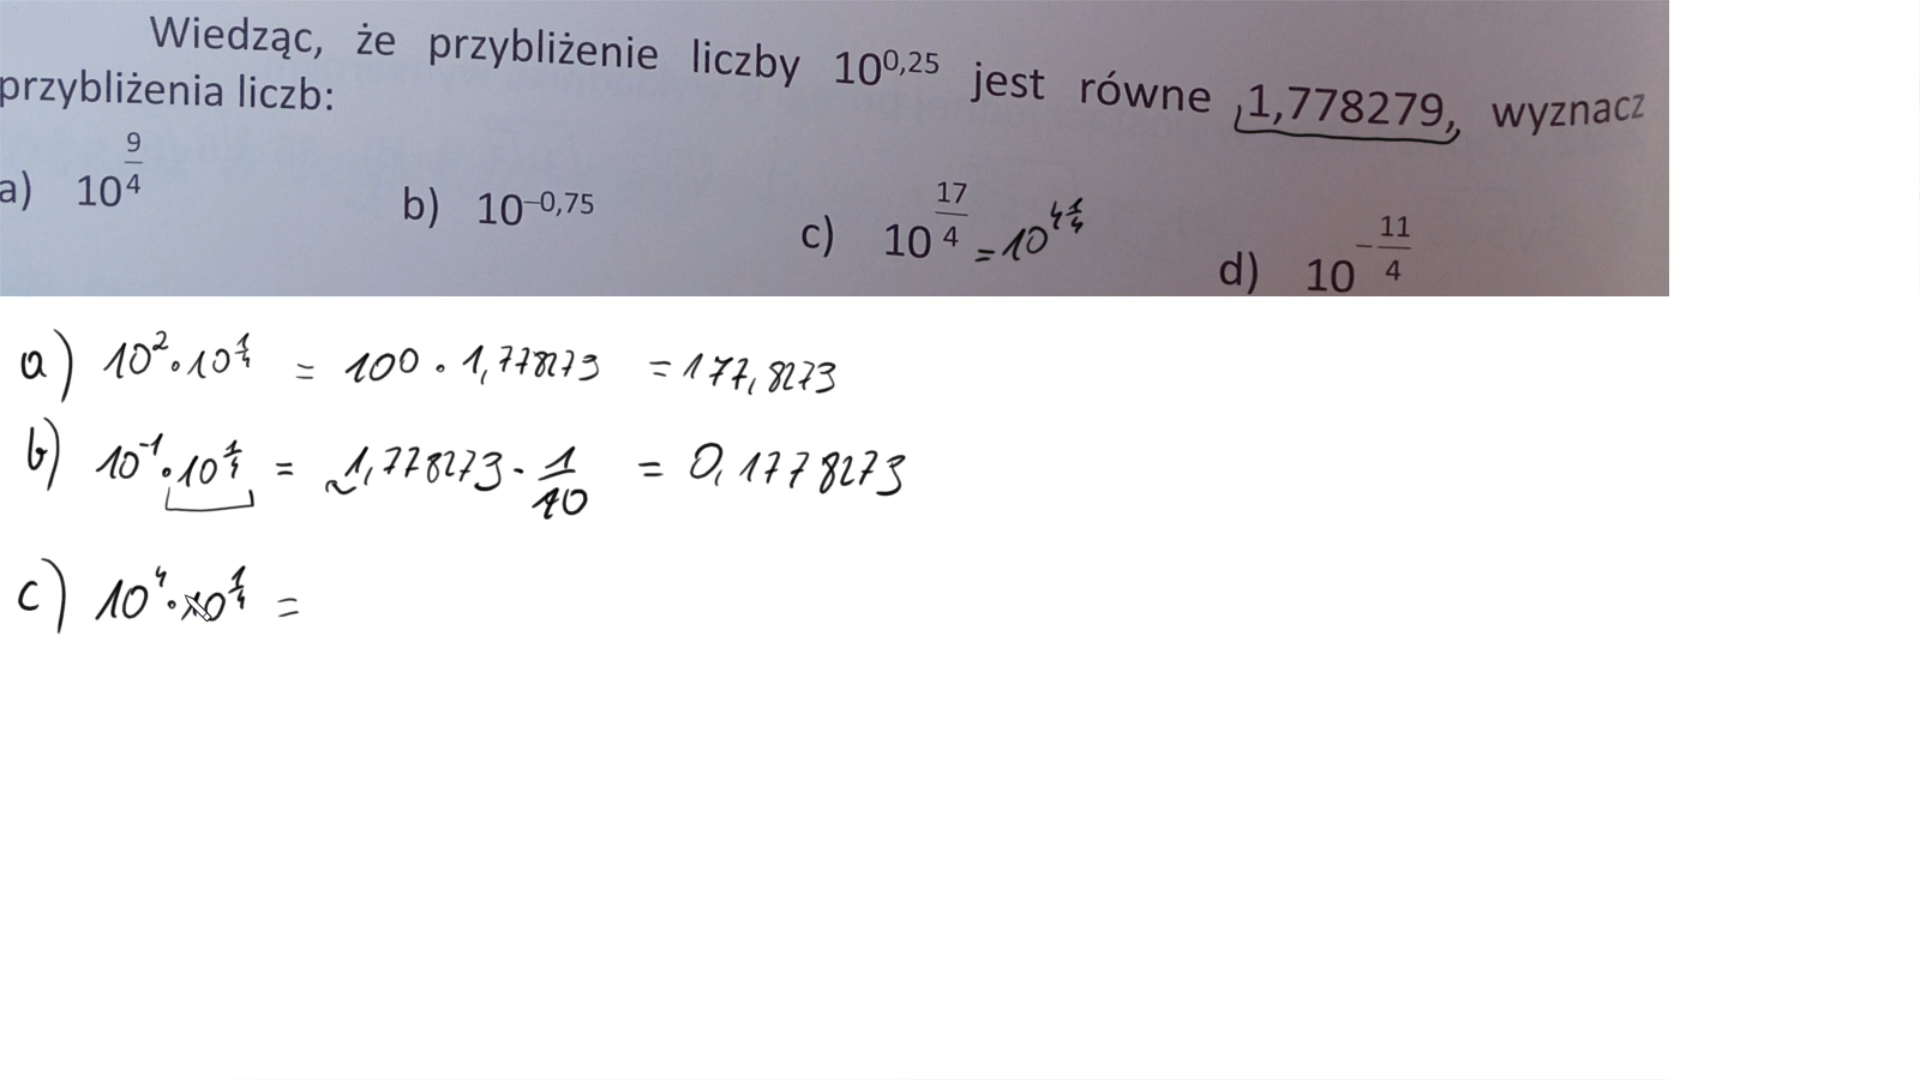 Wiedząc, że przybliżenie liczby 10^0,25 jest równe 1,778279, wyznacz
przybliżenia liczb:
a) 10^(9/4) b) 10^–0,75 c) 10^(17/4) = 10^(4 1/4) d) 10^(–11/4)
a) 10² · 10^(1/4) = 100 · 1,778273 = 177,8273
b) 10^-1 · 10^(1/4) = 1,778273 · 1/10 = 0,1778273
c) 10^4 · 10^(1/4) =